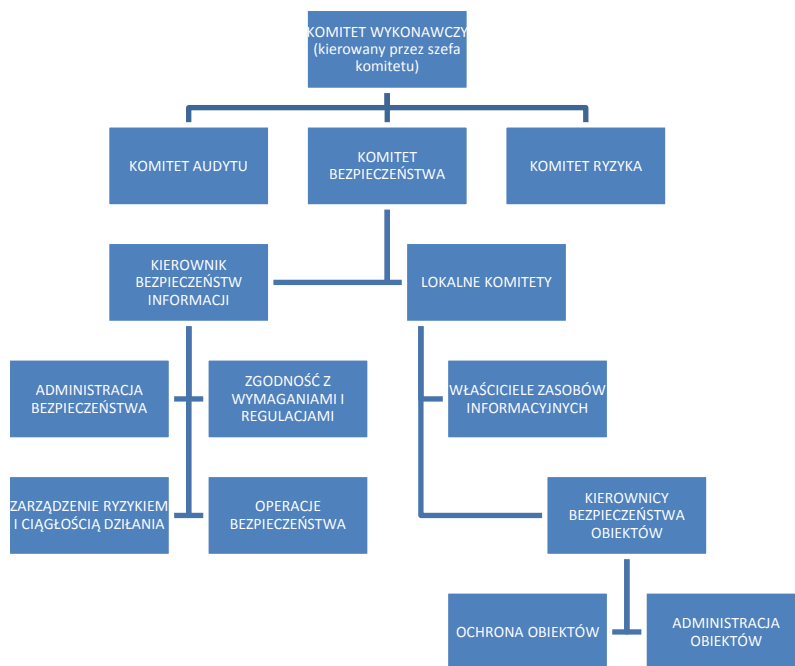 KOMITET WYKONAWCZY
(kierowany przez szefa
komitetu)
KOMITET AUDYTU
KOMITET
BEZPIECZEŃSTWA
KOMITET RYZYKA
KIEROWNIK
BEZPIECZEŃSTW
INFORMACJI
LOKALNE KOMITETY
ADMINISTRACJA
BEZPIECZEŃSTWA
ZGODNOŚĆ Z
WYMAGANIAMI I
REGULACJAMI
WŁAŚCICIELE ZASOBÓW
INFORMACYJNYCH
ZARZĄDZENIE RYZYKIEM
I CIĄGŁOŚCIĄ DZIŁANIA
OPERACJE
BEZPIECZEŃSTWA
KIEROWNICY
BEZPIECZEŃSTWA
OBIEKTÓW
OCHRONA OBIEKTÓW
ADMINISTRACJA
OBIEKTÓW